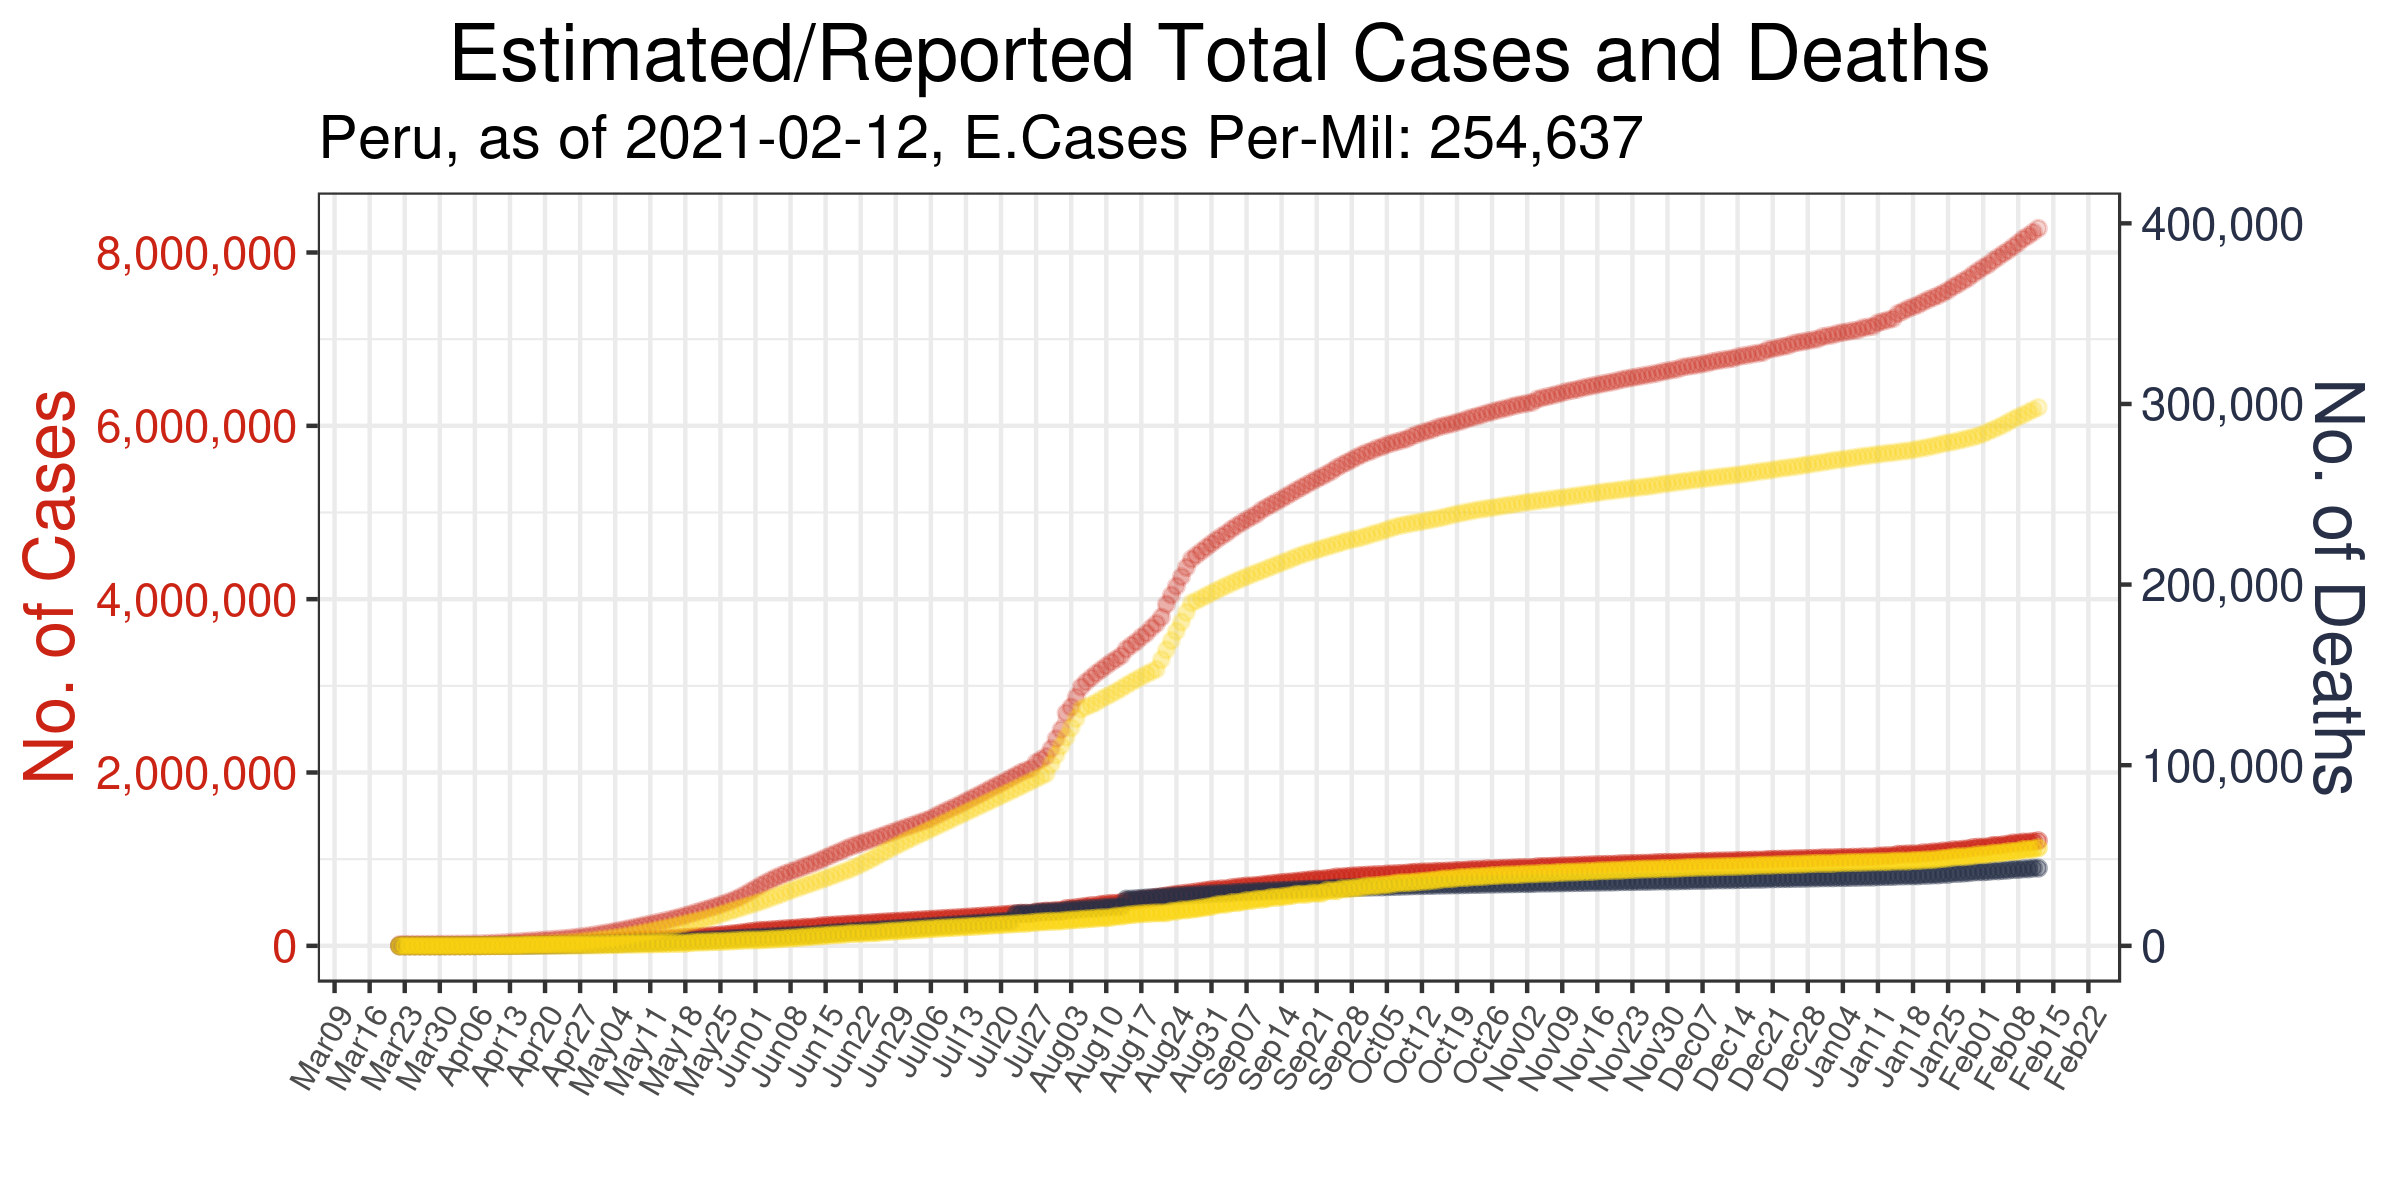 Estimated/Reported Total Cases and Deaths
Peru, as of 2021-02-12, E.Cases Per-Mil: 254,637
No. of Cases
8,000,000
6,000,000
4,000,000
2,000,000
0
400,000
300,000
200,000
100,000
0
No. of Deaths
Mar09
Mar16
Mar23
Mar30
Apr06
Apr13
Apr20
Apr27
May04
May11
May18
May25
Jun01
Jun08
Jun15
Jun22
Jun29
Jul06
Jul13
Jul20
Jul27
Aug03
Aug10
Aug17
Aug24
Aug31
Sep07
Sep14
Sep21
Sep28
Oct05
Oct12
Oct19
Oct26
Nov02
Nov09
Nov16
Nov23
Nov30
Dec07
Dec14
Dec21
Dec28
Jan04
Jan11
Jan18
Jan25
Feb01
Feb08
Feb15
Feb22